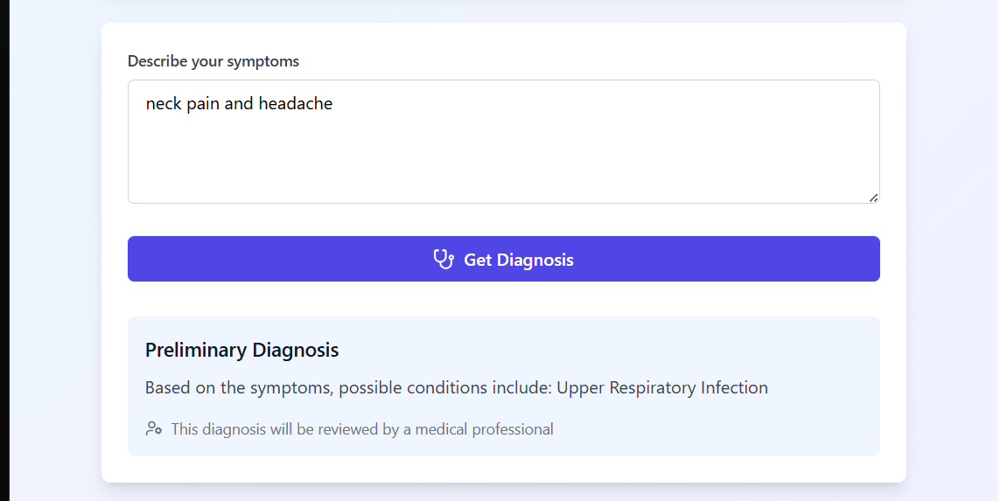 Describe your symptoms
neck pain and headache
Get Diagnosis
Preliminary Diagnosis
Based on the symptoms, possible conditions include: Upper Respiratory Infection
This diagnosis will be reviewed by a medical professional